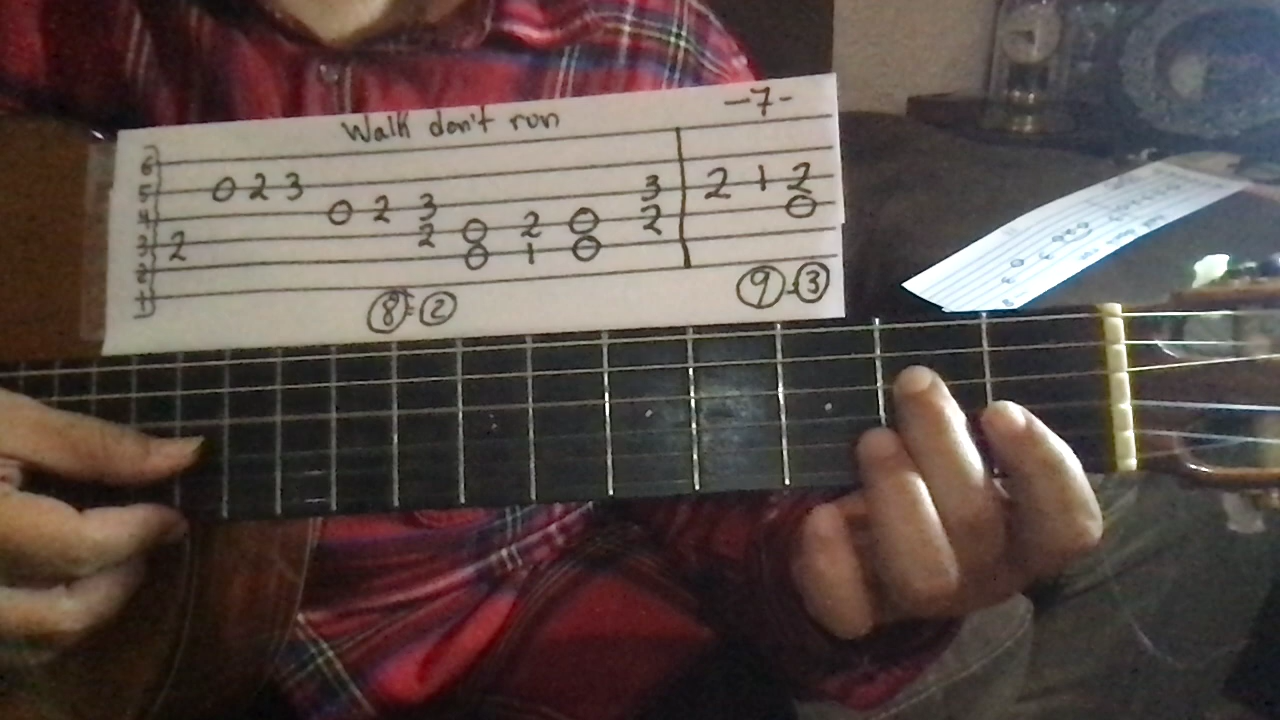 -7-
Walk don't run
6
5 0 2 3 3 2 1 2
4 0 2 3 0
3 2 2 0 2 0 2
2 0 1 0
1
8 = 2 9 = 3